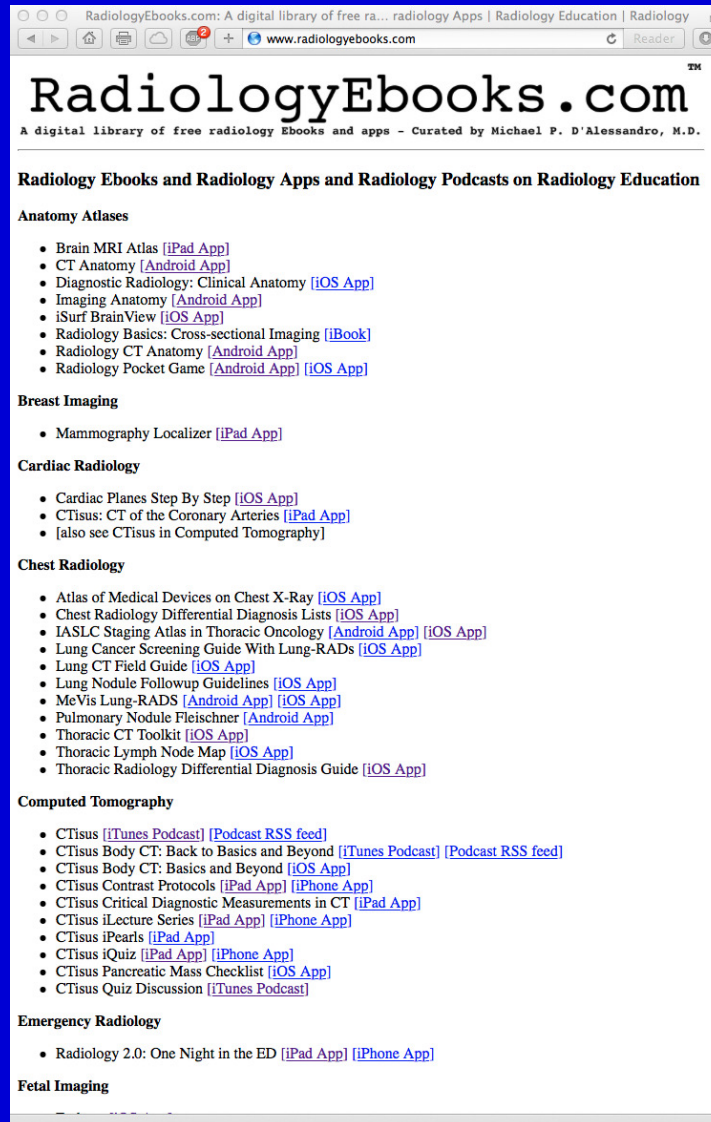 RadiologyEbooks.com: A digital library of free ra... radiology Apps | Radiology Education | Radiology
2
www.radiologyebooks.com
Reader
RadiologyEbooks.com™
A digital library of free radiology Ebooks and apps - Curated by Michael P. D'Alessandro, M.D.
Radiology Ebooks and Radiology Apps and Radiology Podcasts on Radiology Education
Anatomy Atlases
• Brain MRI Atlas [iPad App]
• CT Anatomy [Android App]
• Diagnostic Radiology: Clinical Anatomy [iOS App]
• Imaging Anatomy [Android App]
• iSurf BrainView [iOS App]
• Radiology Basics: Cross-sectional Imaging [iBook]
• Radiology CT Anatomy [Android App]
• Radiology Pocket Game [Android App] [iOS App]
Breast Imaging
• Mammography Localizer [iPad App]
Cardiac Radiology
• Cardiac Planes Step By Step [iOS App]
• CTisus: CT of the Coronary Arteries [iPad App]
• [also see CTisus in Computed Tomography]
Chest Radiology
• Atlas of Medical Devices on Chest X-Ray [iOS App]
• Chest Radiology Differential Diagnosis Lists [iOS App]
• IASLC Staging Atlas in Thoracic Oncology [Android App] [iOS App]
• Lung Cancer Screening Guide With Lung-RADs [iOS App]
• Lung CT Field Guide [iOS App]
• Lung Nodule Followup Guidelines [iOS App]
• MeVis Lung-RADS [Android App] [iOS App]
• Pulmonary Nodule Fleischner [Android App]
• Thoracic CT Toolkit [iOS App]
• Thoracic Lymph Node Map [iOS App]
• Thoracic Radiology Differential Diagnosis Guide [iOS App]
Computed Tomography
• CTisus [iTunes Podcast] [Podcast RSS feed]
• CTisus Body CT: Back to Basics and Beyond [iTunes Podcast] [Podcast RSS feed]
• CTisus Body CT: Basics and Beyond [iOS App]
• CTisus Contrast Protocols [iPad App] [iPhone App]
• CTisus Critical Diagnostic Measurements in CT [iPad App]
• CTisus iLecture Series [iPad App] [iPhone App]
• CTisus iPearls [iPad App]
• CTisus iQuiz [iPad App] [iPhone App]
• CTisus Pancreatic Mass Checklist [iOS App]
• CTisus Quiz Discussion [iTunes Podcast]
Emergency Radiology
• Radiology 2.0: One Night in the ED [iPad App] [iPhone App]
Fetal Imaging